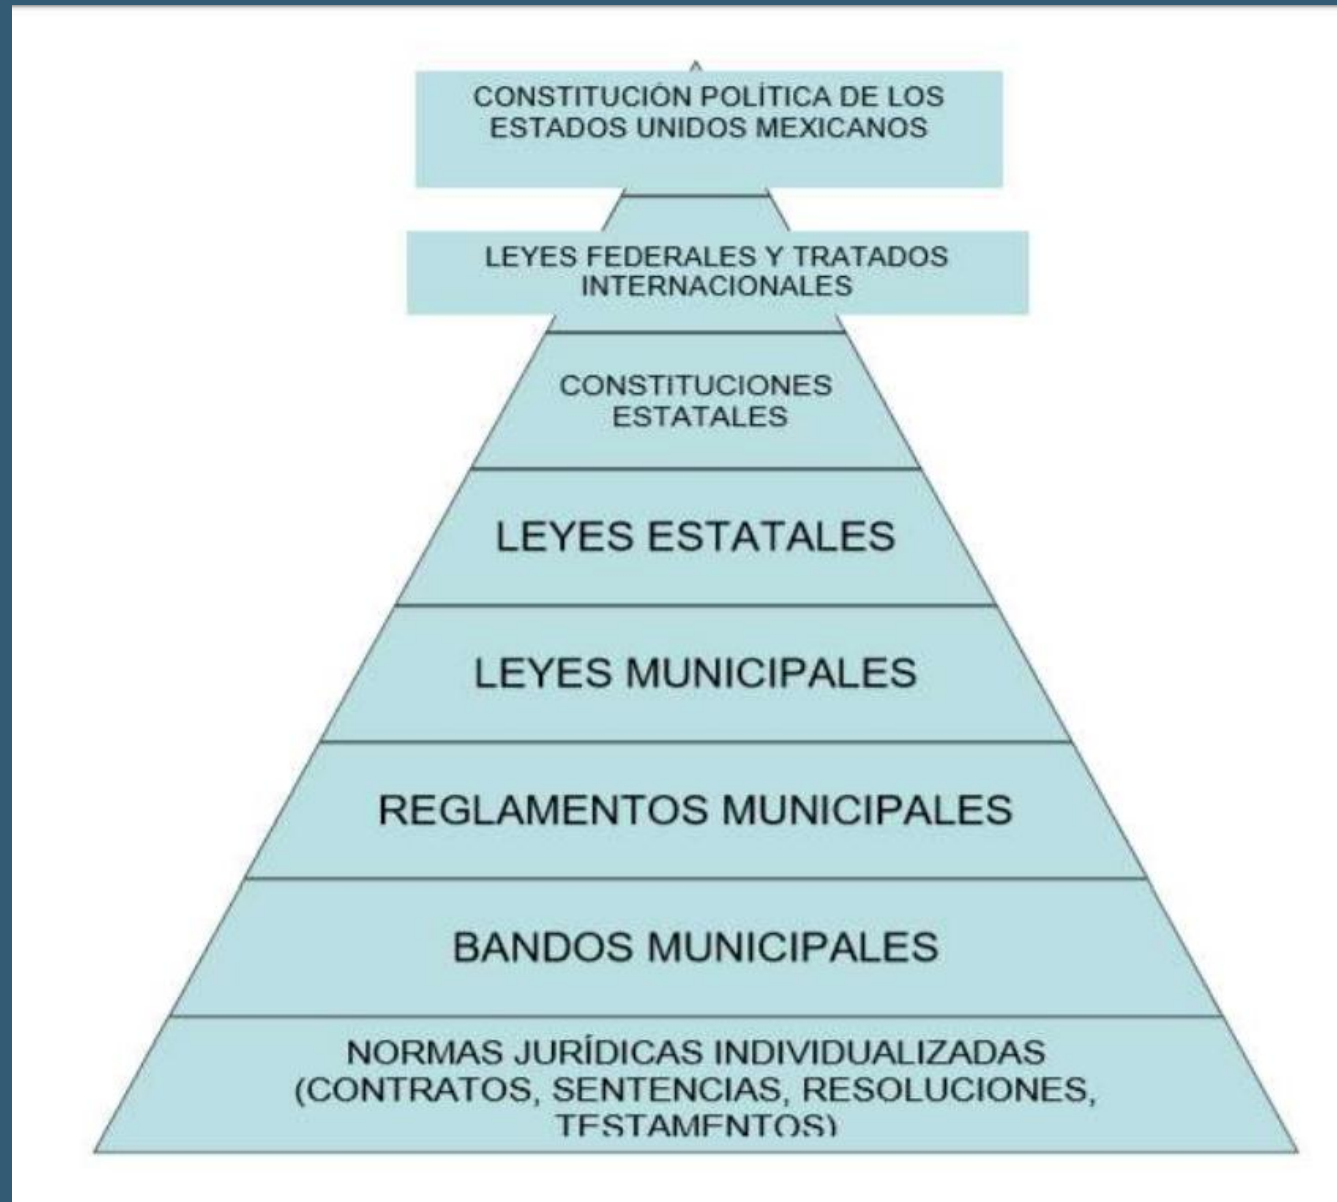 CONSTITUCIÓN POLÍTICA DE LOS
ESTADOS UNIDOS MEXICANOS
LEYES FEDERALES Y TRATADOS
INTERNACIONALES
CONSTITUCIONES
ESTATALES
LEYES ESTATALES
LEYES MUNICIPALES
REGLAMENTOS MUNICIPALES
BANDOS MUNICIPALES
NORMAS JURÍDICAS INDIVIDUALIZADAS
(CONTRATOS, SENTENCIAS, RESOLUCIONES,
TESTAMENTOS)